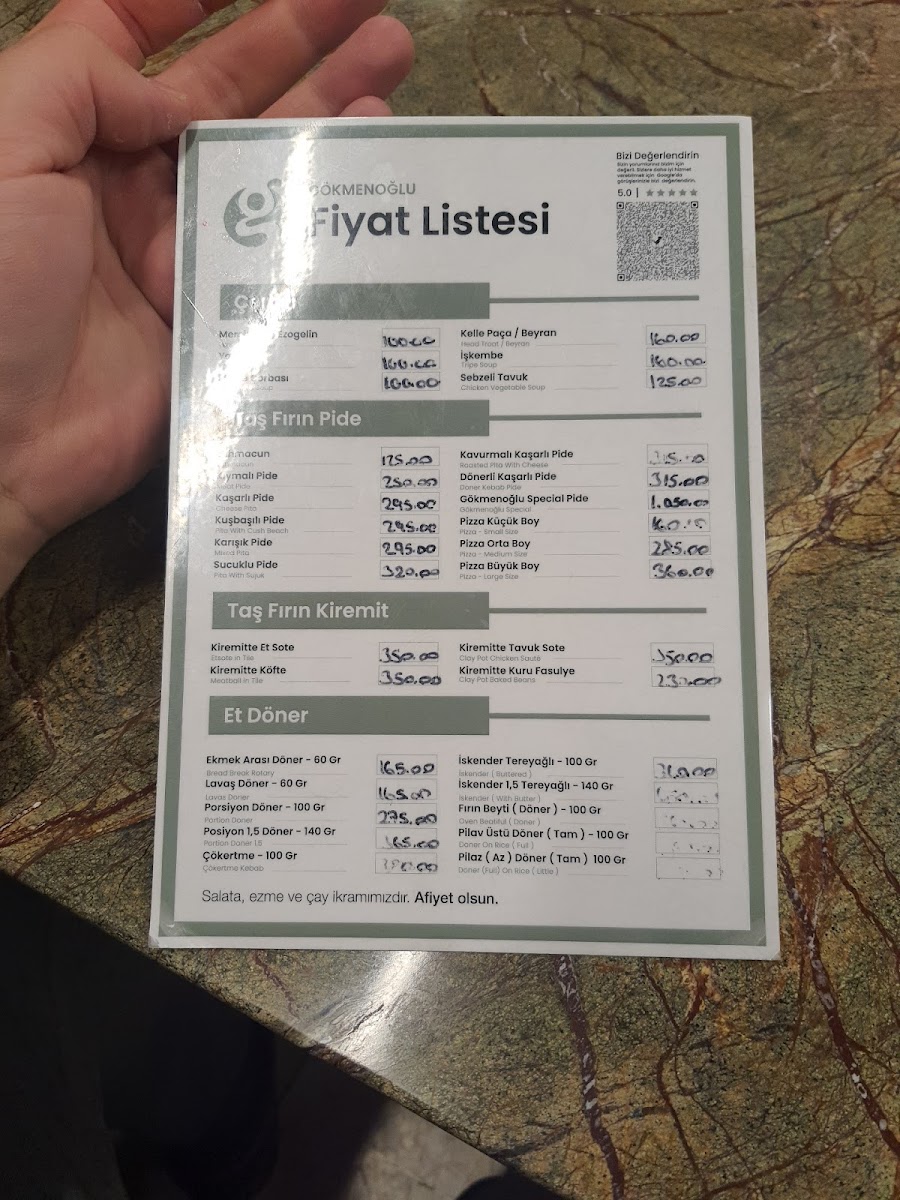 GÖKMENOĞLU
Fiyat Listesi
Bizi Değerlendirin
5.0 |
Ezogelin 100.00
100.00
100.00
Kelle Paça / Beyran 160.00
Head Troat / Beyran
İşkembe 160.00
Tripe Soup
Sebzeli Tavuk 125.00
Chicken Vegetable Soup
Taş Fırın Pide
125.00
250.00
Kaşarlı Pide 295.00
Cheese Pita
Kuşbaşılı Pide 295.00
Pita With Cush Beach
Karışık Pide 295.00
Mixed Pita
Sucuklu Pide 320.00
Pita With Sujuk
Kavurmalı Kaşarlı Pide
Roasted Pita With Cheese
Dönerli Kaşarlı Pide 315.00
Doner Kebab Pide
Gökmenoğlu Special Pide 1.050.00
Gökmenoğlu Special
Pizza Küçük Boy
Pizza - Small Size
Pizza Orta Boy 285.00
Pizza - Medium Size
Pizza Büyük Boy 360.00
Pizza - Large Size
Taş Fırın Kiremit
Kiremitte Et Sote 350.00
Etsote in Tile
Kiremitte Köfte 350.00
Meatball in Tile
Kiremitte Tavuk Sote 350.00
Clay Pot Chicken Saute
Kiremitte Kuru Fasulye
Clay Pot Baked Beans
Et Döner
Ekmek Arası Döner - 60 Gr 165.00
Bread Break Rotary
Lavaş Döner - 60 Gr 165.00
Lavas Doner
Porsiyon Döner - 100 Gr 275.00
Portion Doner
Posiyon 1,5 Döner - 140 Gr
Portion Doner 1,5
Çökertme - 100 Gr
Çökertme Kebab
İskender Tereyağlı - 100 Gr
İskender ( Bustered )
İskender 1,5 Tereyağlı - 140 Gr
İskender ( With Butter )
Fırın Beyti ( Döner ) - 100 Gr
Oven Beatiful ( Doner )
Pilav Üstü Döner ( Tam ) - 100 Gr
Doner On Rice ( Full )
Pilaz ( Az ) Döner ( Tam ) 100 Gr
Doner (Full) On Rice ( Little )
Salata, ezme ve çay ikramımızdır. Afiyet olsun.